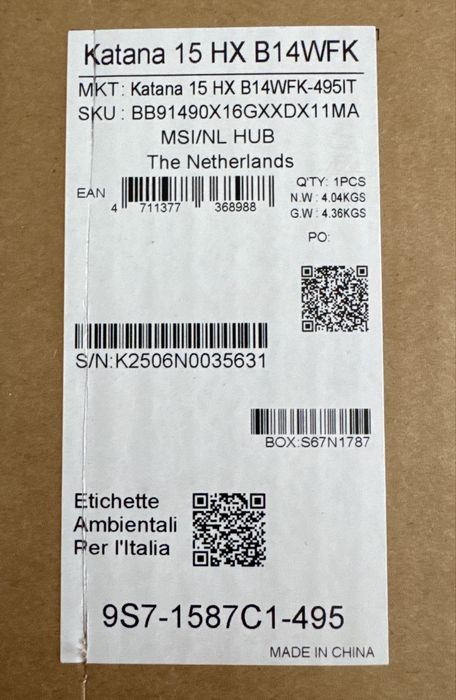 Katana 15 HX B14WFK
MKT : Katana 15 HX B14WFK-495IT
SKU : BB91490X16GXXDX11MA
MSI/NL HUB
The Netherlands
EAN
4 711377 368988
Q'TY: 1PCS
N.W : 4.04KGS
G.W : 4.36KGS
PO:
S/N:K2506N0035631
BOX:S67N1787
Etichette
Ambientali
Per l'Italia
9S7-1587C1-495
MADE IN CHINA